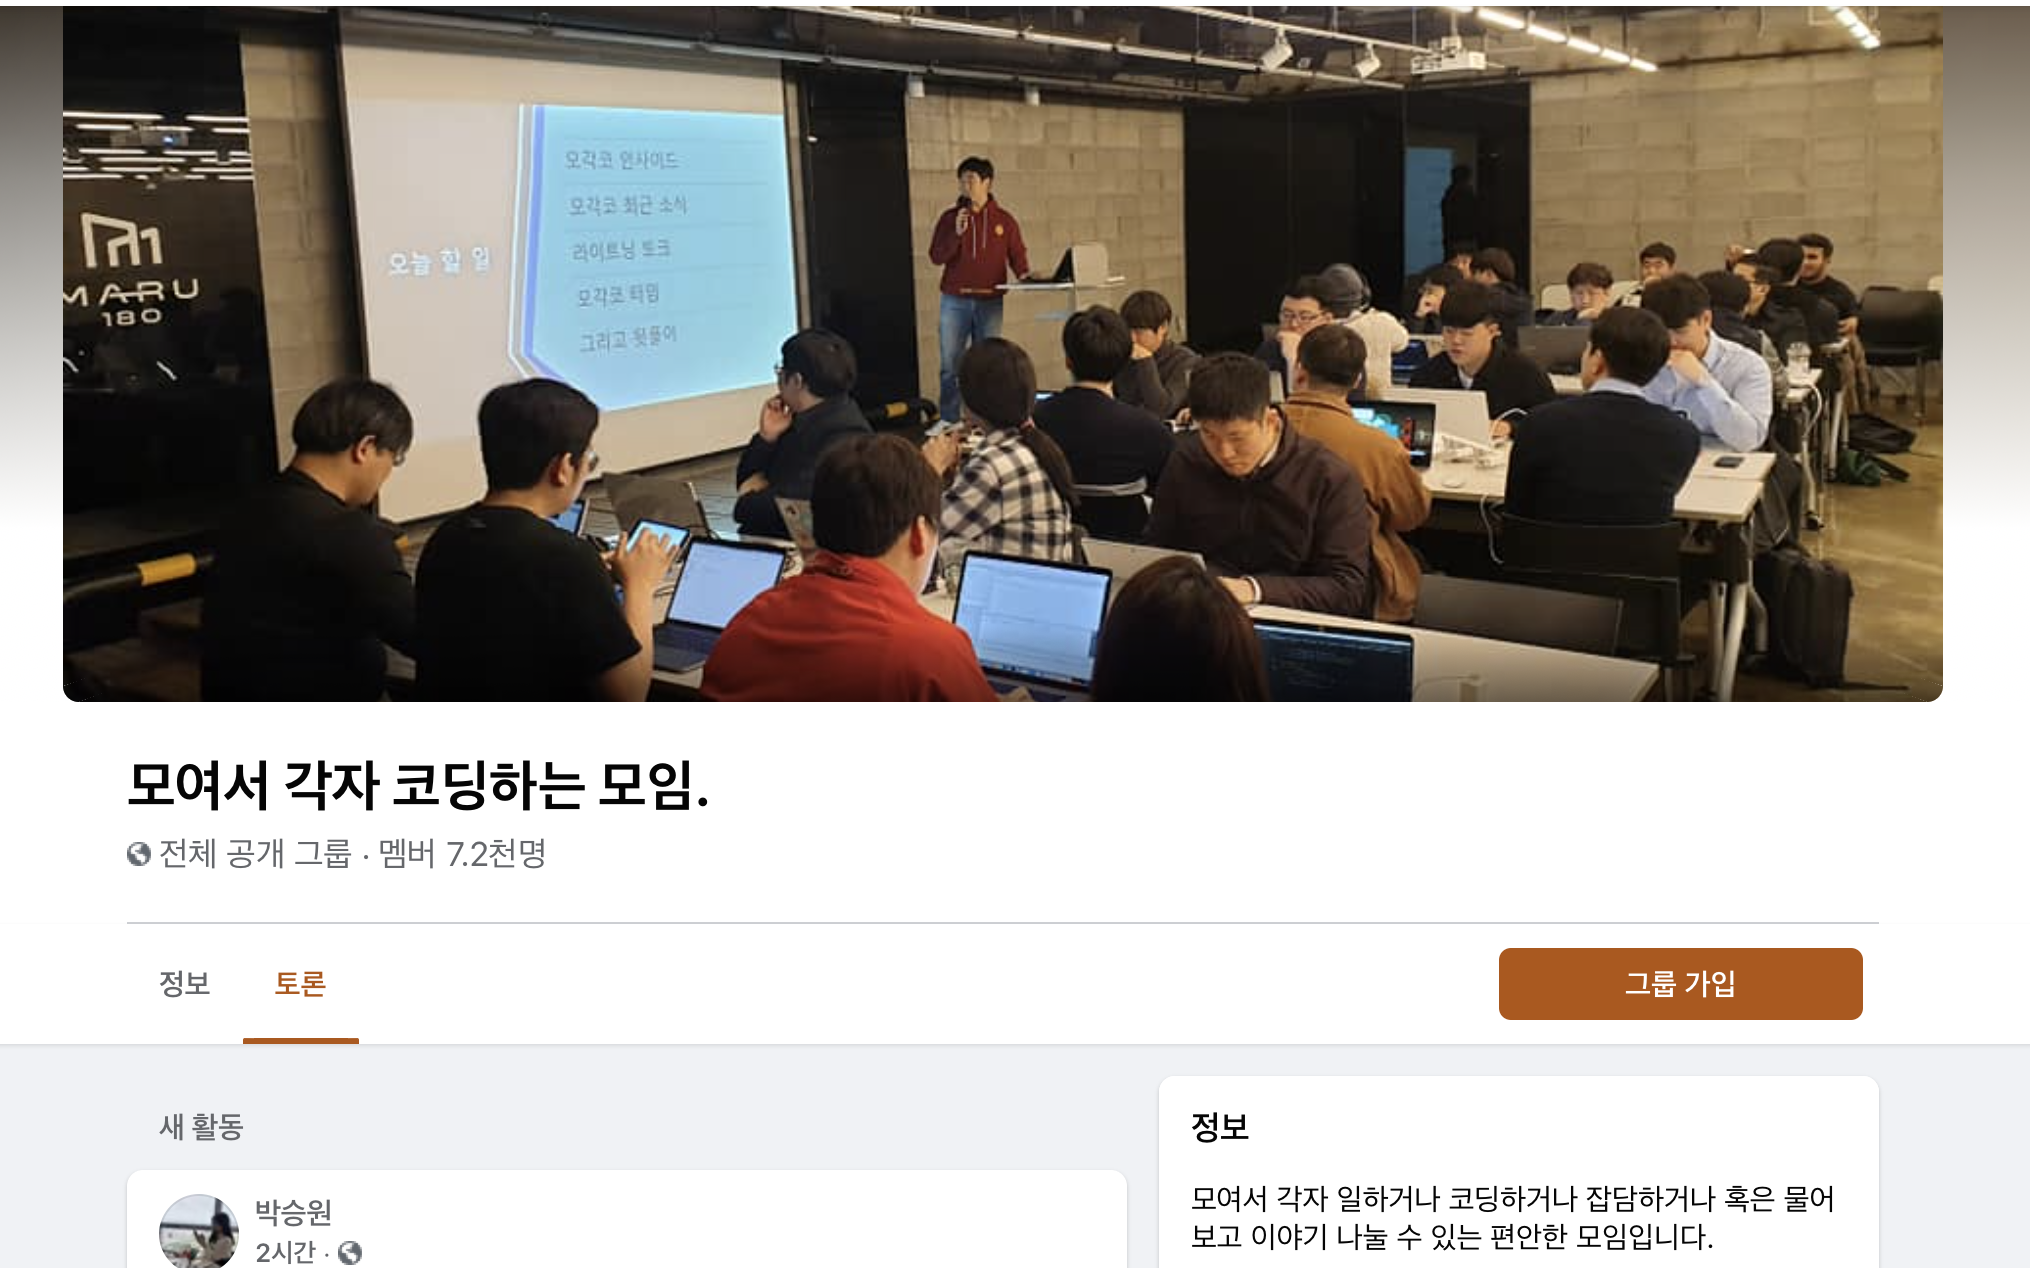 오늘 할 일
모각코 인사이드
모각코 최근 소식
라이트닝 토크
모각코 타임
그리고 뒷풀이
MARU
180
모여서 각자 코딩하는 모임.
전체 공개 그룹 · 멤버 7.2천명
정보
토론
그룹 가입
새 활동
박승원
2시간 ·
정보
모여서 각자 일하거나 코딩하거나 잡담하거나 혹은 물어
보고 이야기 나눌 수 있는 편안한 모임입니다.